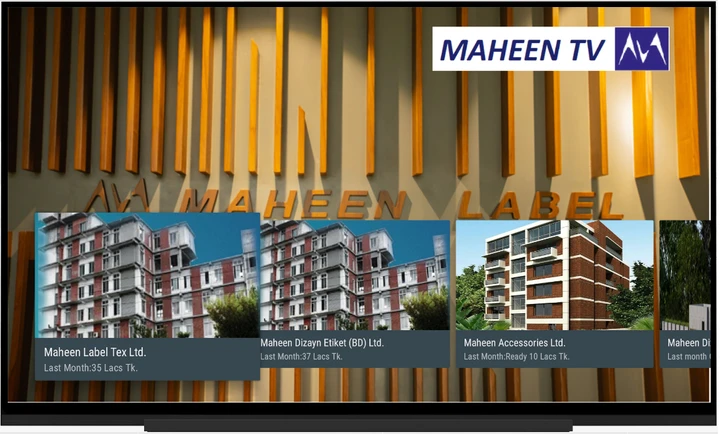 MAHEEN TV
MAHEEN LABEL
Maheen Label Tex Ltd.
Last Month:35 Lacs Tk.
Maheen Dizayn Etiket (BD) Ltd.
Last Month:37 Lacs Tk.
Maheen Accessories Ltd.
Last Month:Ready 10 Lacs Tk.
Maheen
Last month